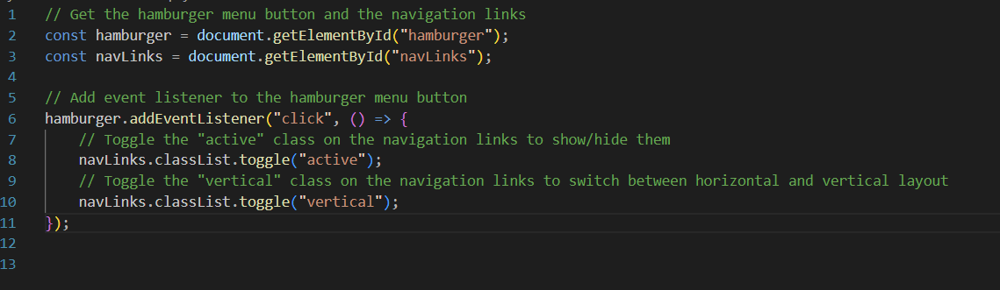 1 // Get the hamburger menu button and the navigation links
2 const hamburger = document.getElementById("hamburger");
3 const navLinks = document.getElementById("navLinks");
4
5 // Add event listener to the hamburger menu button
6 hamburger.addEventListener("click", () => {
7     // Toggle the "active" class on the navigation links to show/hide them
8     navLinks.classList.toggle("active");
9     // Toggle the "vertical" class on the navigation links to switch between horizontal and vertical layout
10     navLinks.classList.toggle("vertical");
11 });
12
13